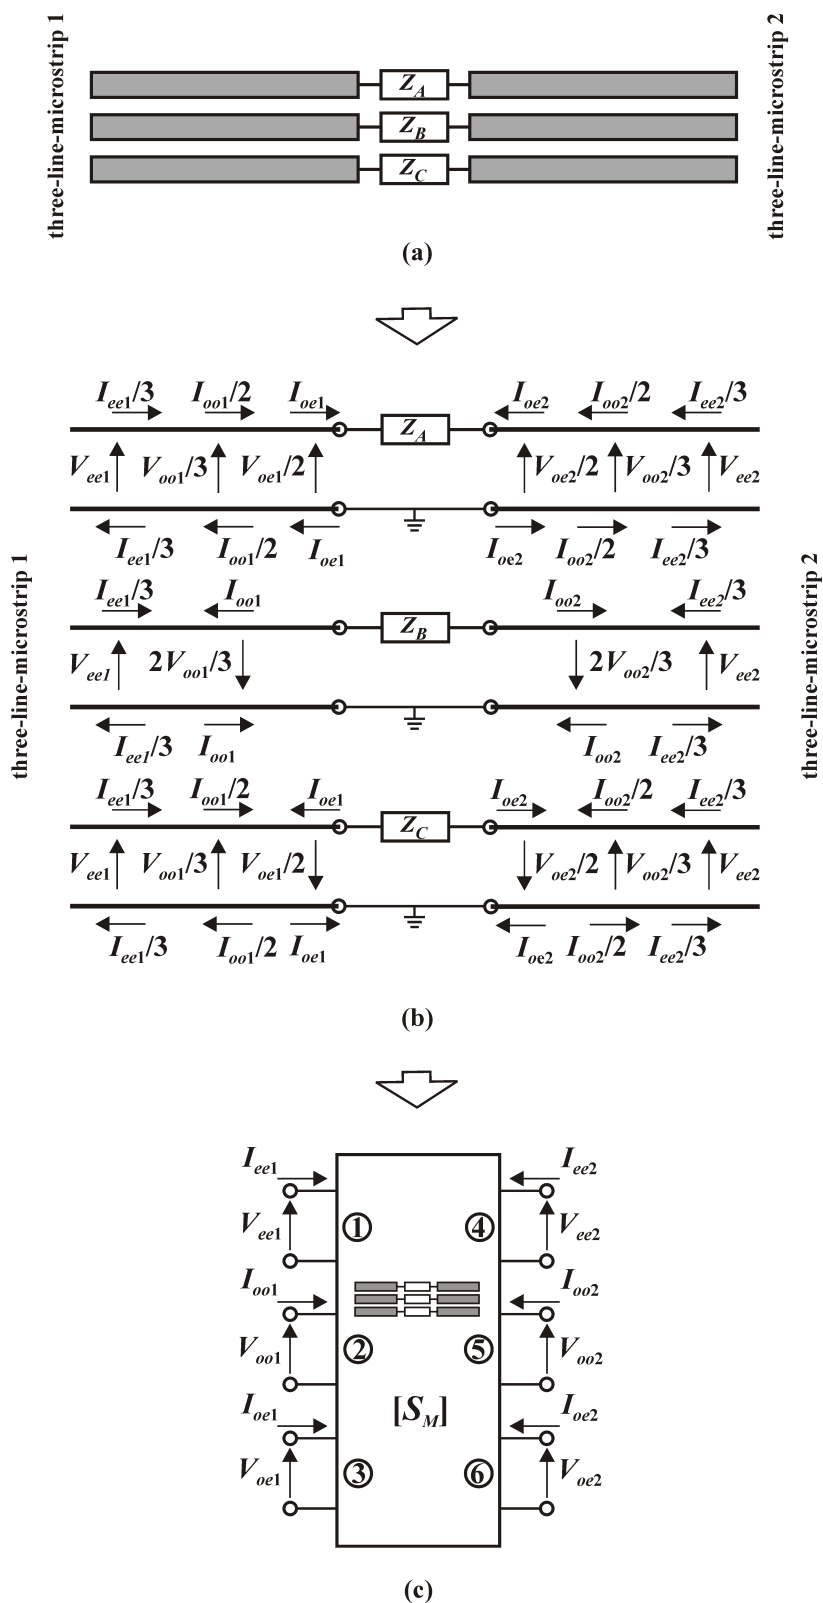 three-line-microstrip 1
three-line-microstrip 2
Z_A
Z_B
Z_C
(a)
I_ee1/3 I_oo1/2 I_oe1 I_oe2 I_oo2/2 I_ee2/3
Z_A
V_ee1 V_oo1/3 V_oe1/2 V_oe2/2 V_oo2/3 V_ee2
I_ee1/3 I_oo1/2 I_oe1 I_oe2 I_oo2/2 I_ee2/3
three-line-microstrip 1
three-line-microstrip 2
I_ee1/3 I_oo1 I_oo2 I_ee2/3
Z_B
V_ee1 2V_oo1/3 2V_oo2/3 V_ee2
I_ee1/3 I_oo1 I_oo2 I_ee2/3
I_ee1/3 I_oo1/2 I_oe1 I_oe2 I_oo2/2 I_ee2/3
Z_C
V_ee1 V_oo1/3 V_oe1/2 V_oe2/2 V_oo2/3 V_ee2
I_ee1/3 I_oo1/2 I_oe1 I_oe2 I_oo2/2 I_ee2/3
(b)
I_ee1 I_ee2
V_ee1 1 4 V_ee2
I_oo1 I_oo2
V_oo1 2 5 V_oo2
I_oe1 [S_M] I_oe2
V_oe1 3 6 V_oe2
(c)